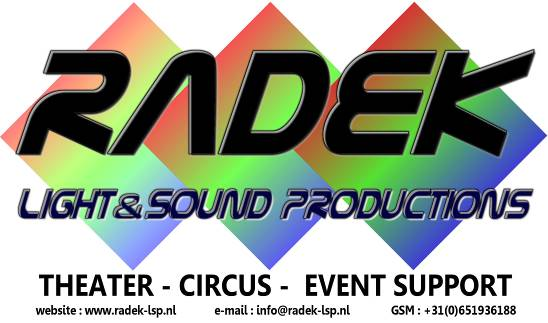 RADEK
LIGHT&SOUND PRODUCTIONS
THEATER - CIRCUS - EVENT SUPPORT
website : www.radek-lsp.nl e-mail : info@radek-lsp.nl GSM : +31(0)651936188